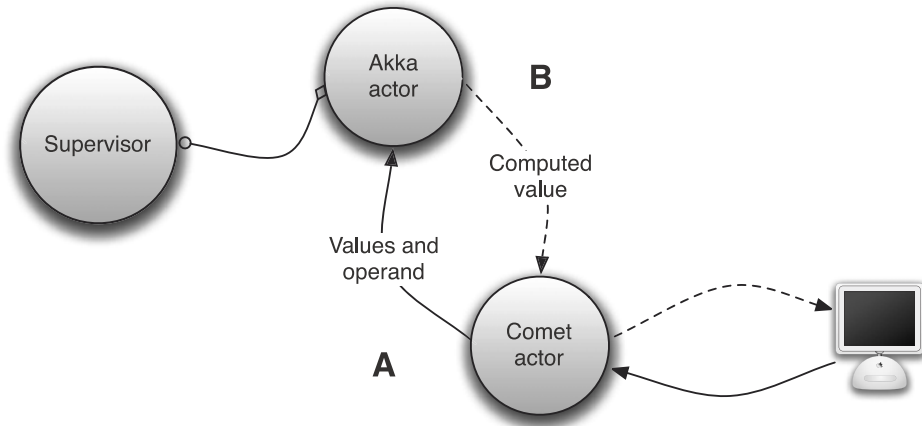 Akka
actor
B
Supervisor
Computed
value
Values and
operand
Comet
actor
A